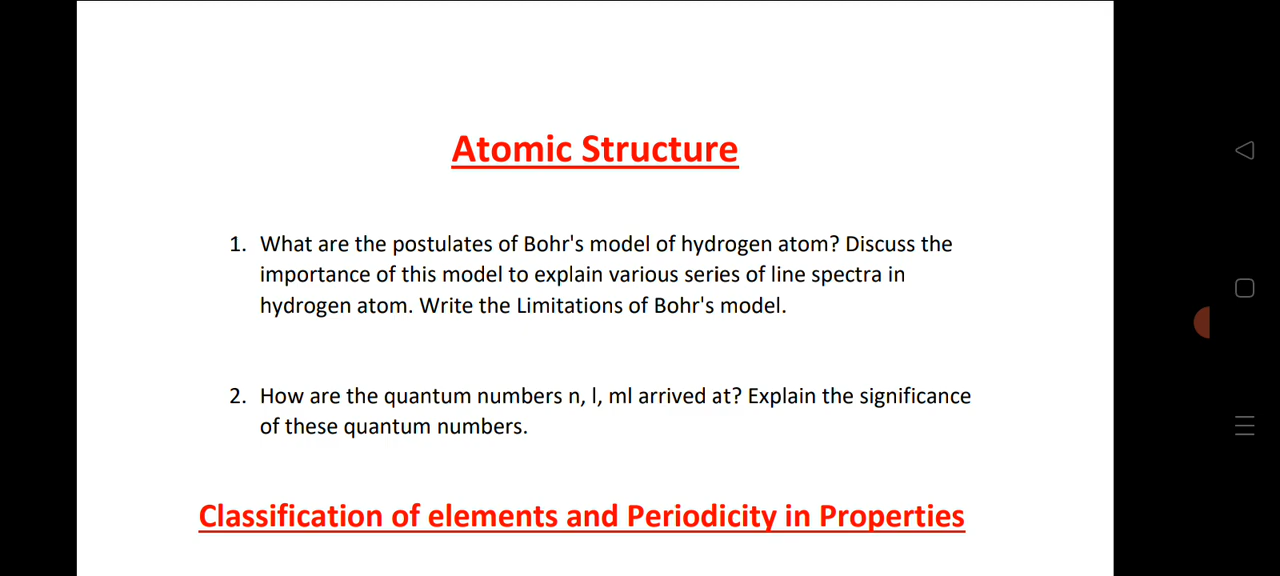 Atomic Structure
1. What are the postulates of Bohr's model of hydrogen atom? Discuss the
importance of this model to explain various series of line spectra in
hydrogen atom. Write the Limitations of Bohr's model.
2. How are the quantum numbers n, l, ml arrived at? Explain the significance
of these quantum numbers.
Classification of elements and Periodicity in Properties